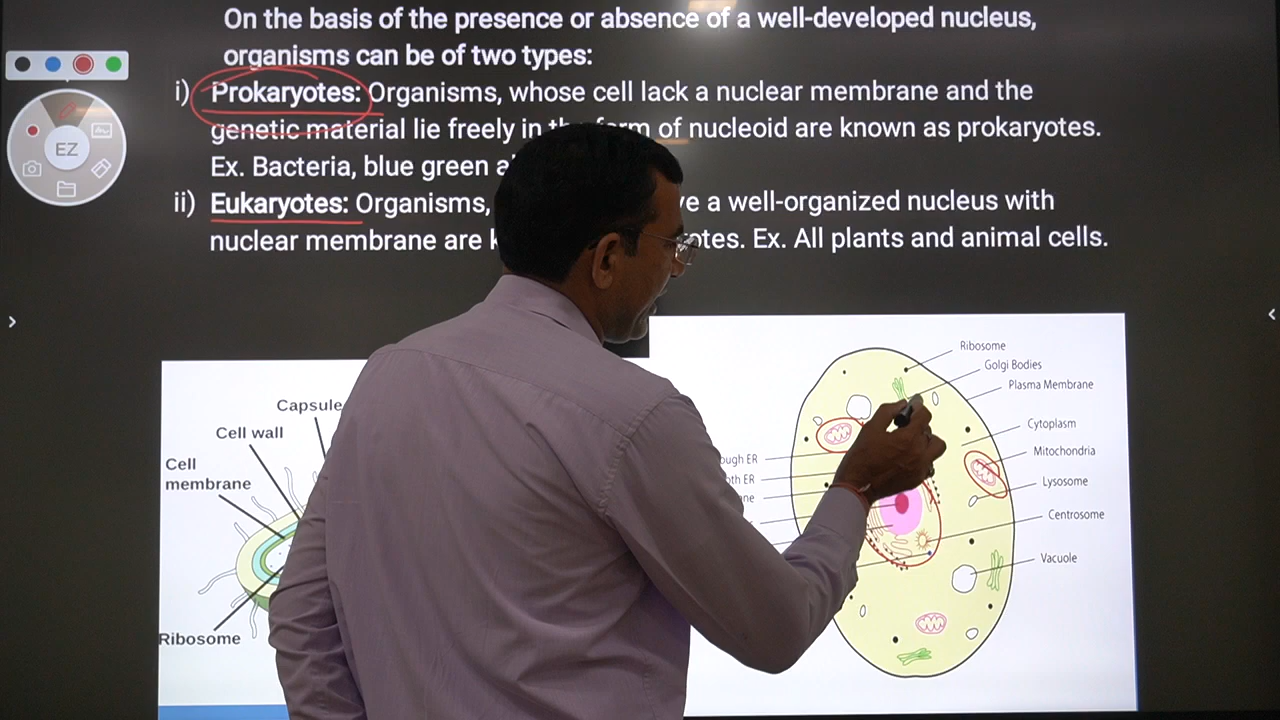 On the basis of the presence or absence of a well-developed nucleus,
organisms can be of two types:
i) Prokaryotes: Organisms, whose cell lack a nuclear membrane and the
genetic material lie freely in the form of nucleoid are known as prokaryotes.
Ex. Bacteria, blue green
ii) Eukaryotes: Organisms, a well-organized nucleus with
nuclear membrane are Ex. All plants and animal cells.
EZ
Capsule
Cell wall
Cell
membrane
Ribosome
Ribosome
Golgi Bodies
Plasma Membrane
Cytoplasm
Mitochondria
Lysosome
Centrosome
Vacuole
ER
ER